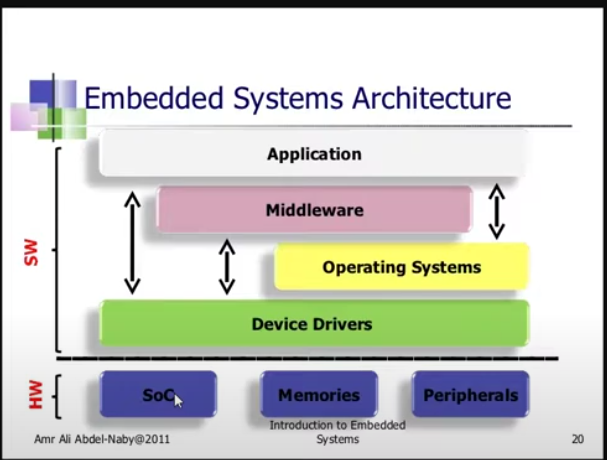 Embedded Systems Architecture
Application
Middleware
Operating Systems
Device Drivers
SW
HW
SoC
Memories
Peripherals
Amr Ali Abdel-Naby@2011
Introduction to Embedded
Systems
20